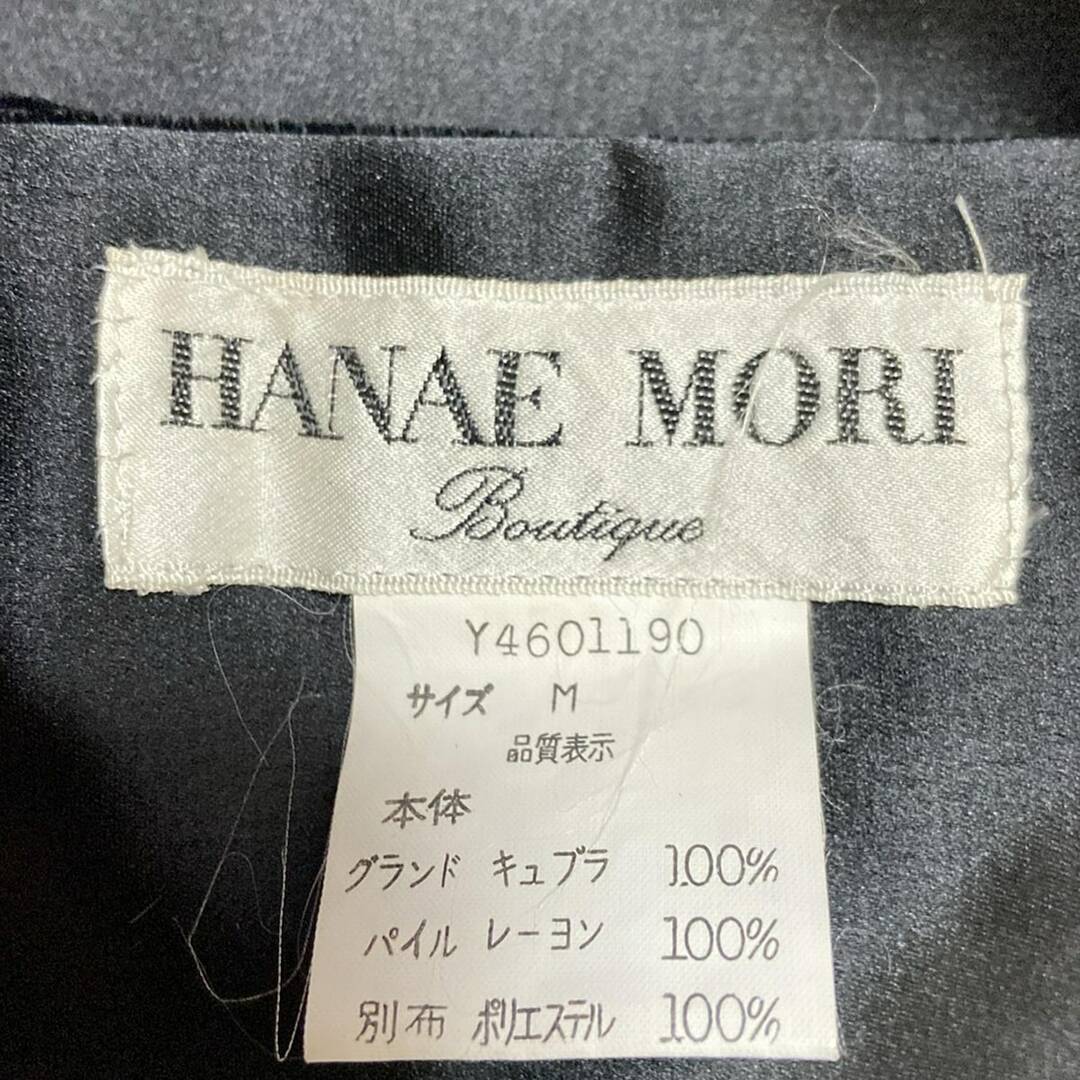 HANAE MORI
Boutique
Y4601190
サイズ M
品質表示
本体
グランド キュプラ 100%
パイル レーヨン 100%
別布 ポリエステル 100%